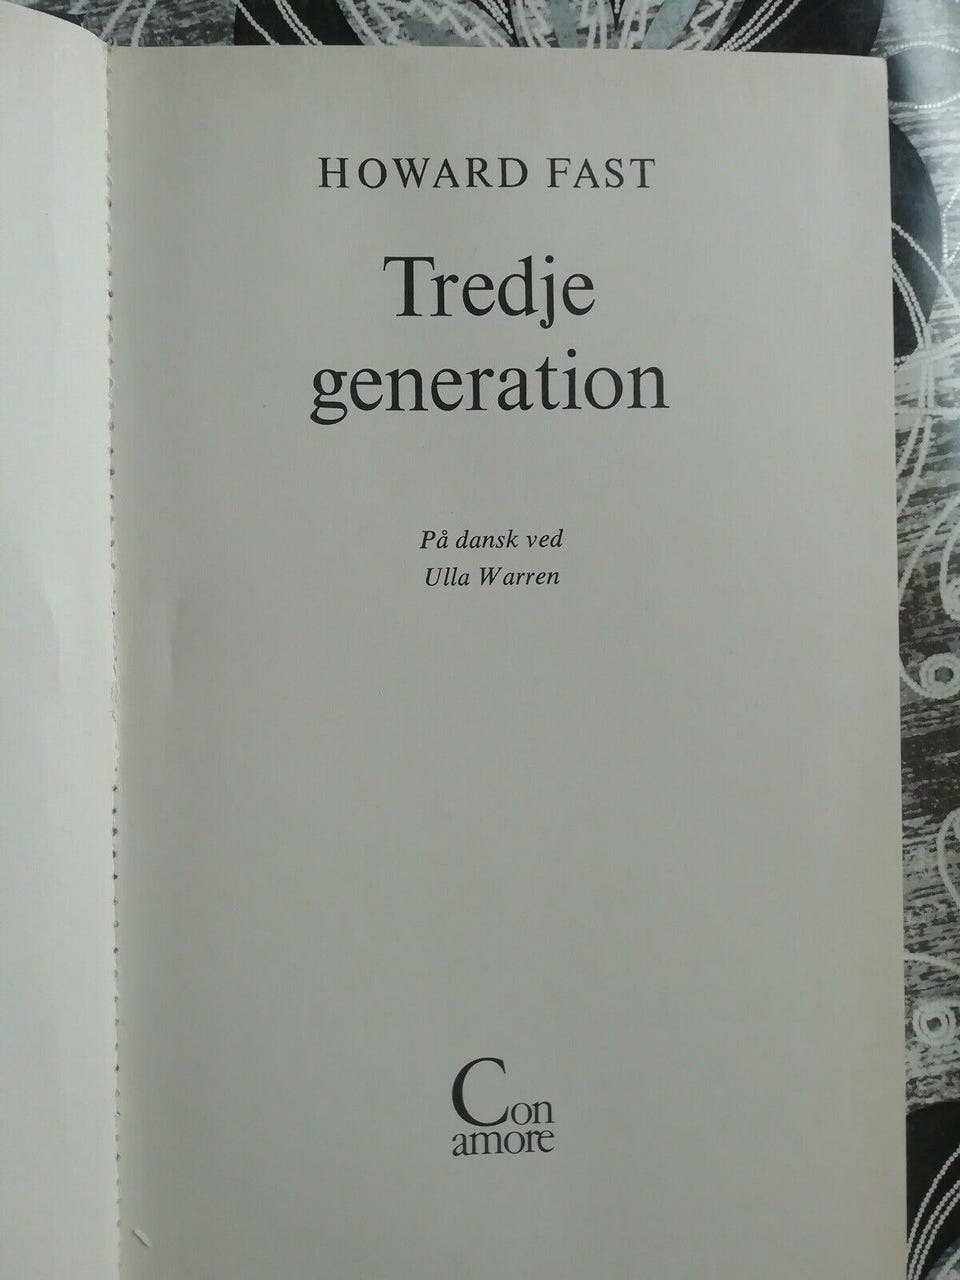 HOWARD FAST
Tredje
generation
På dansk ved
Ulla Warren
Con
amore